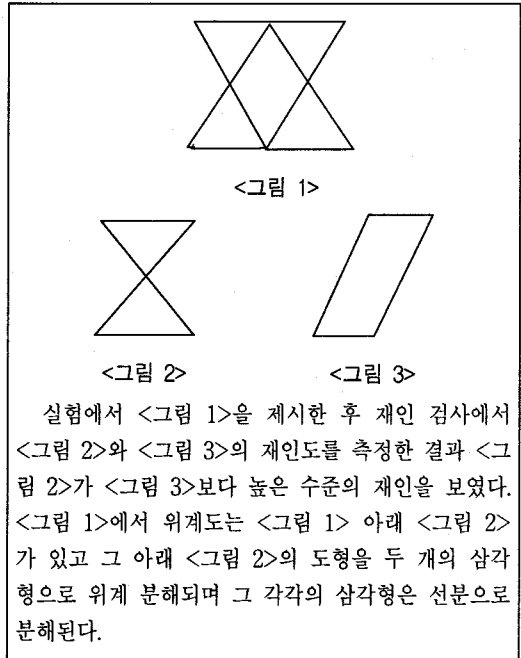 <그림 1>
<그림 2> <그림 3>
실험에서 <그림 1>을 제시한 후 재인 검사에서
<그림 2>와 <그림 3>의 재인도를 측정한 결과 <그
림 2>가 <그림 3>보다 높은 수준의 재인을 보였다.
<그림 1>에서 위계도는 <그림 1> 아래 <그림 2>
가 있고 그 아래 <그림 2>의 도형을 두 개의 삼각
형으로 위계 분해되며 그 각각의 삼각형은 선분으로
분해된다.